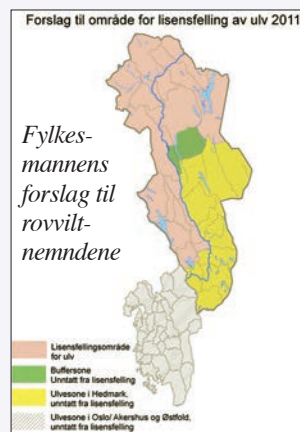 Forslag til område for lisensfelling av ulv 2011
Fylkes-
mannens
forslag til
rovvilt-
nemndene
Lisensfellingsområde
for ulv
Buffersone
Unntatt fra lisensfelling
Ulvesone i Hedmark,
unntatt fra lisensfelling
Ulvesone i Oslo/ Akershus og Østfold,
unntatt fra lisensfelling